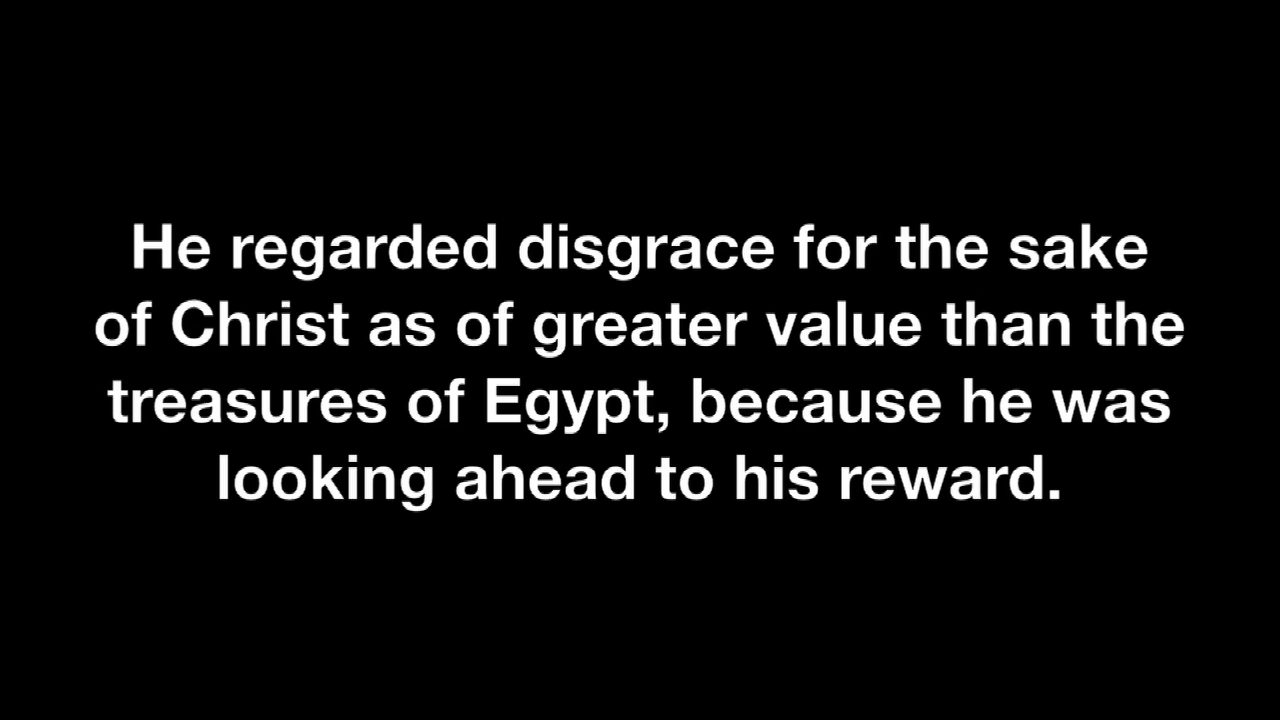 He regarded disgrace for the sake
of Christ as of greater value than the
treasures of Egypt, because he was
looking ahead to his reward.